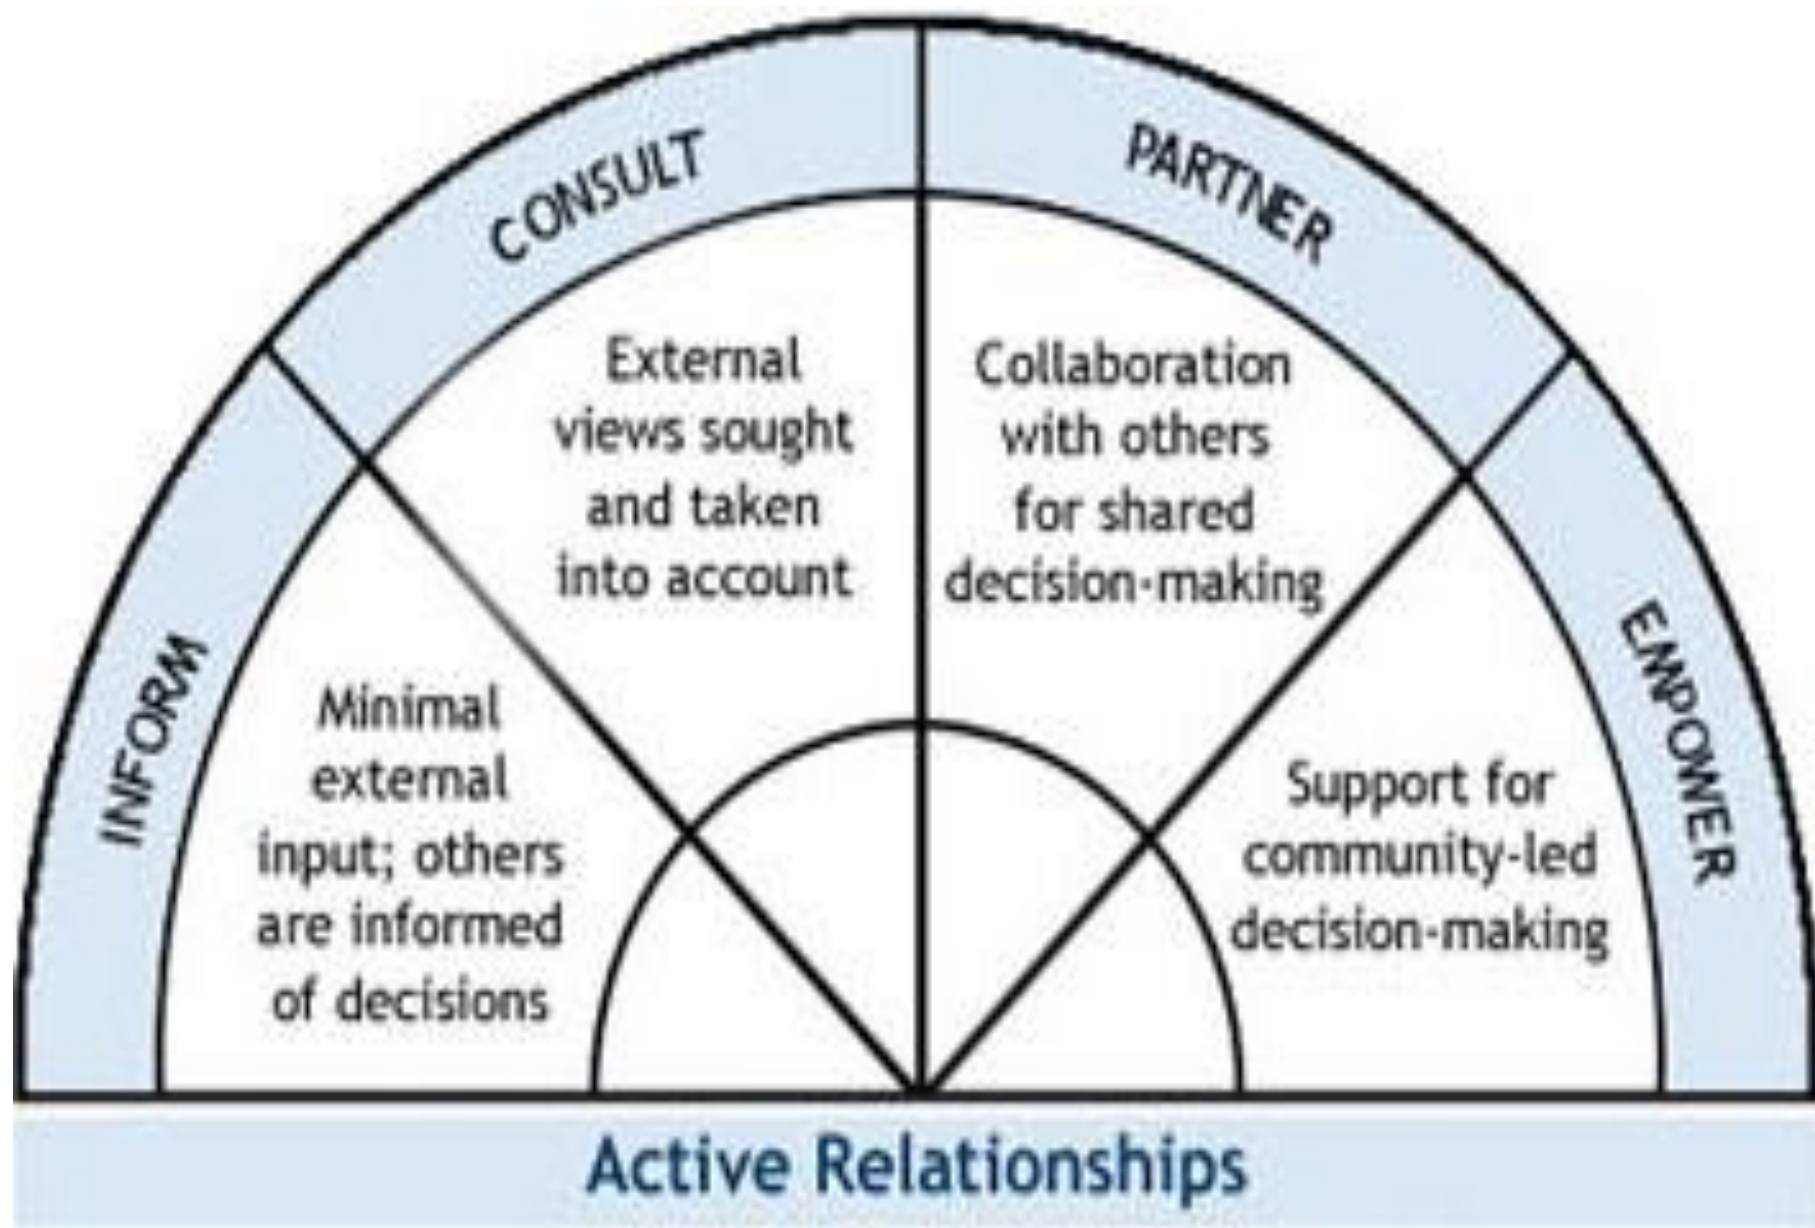 INFORM
Minimal
external
input; others
are informed
of decisions
CONSULT
External
views sought
and taken
into account
PARTNER
Collaboration
with others
for shared
decision-making
EMPOWER
Support for
community-led
decision-making
Active Relationships